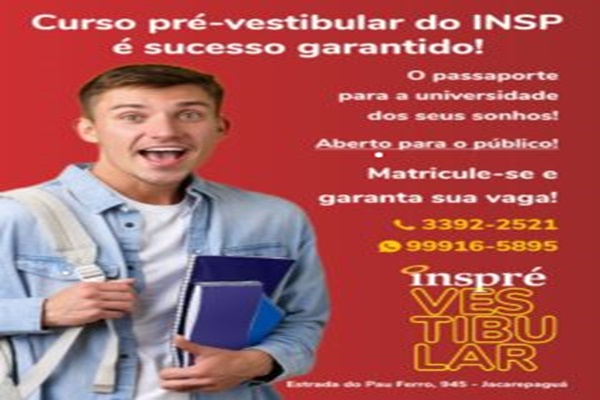 Curso pré-vestibular do INSP
é sucesso garantido!
O passaporte
para a universidade
dos seus sonhos!
Aberto para o público!
Matricule-se e
garanta sua vaga!
3392-2521
99916-5895
inspré
VES
TIBU
LAR
Estrada do Pau Ferro, 945 - Jacarepaguá